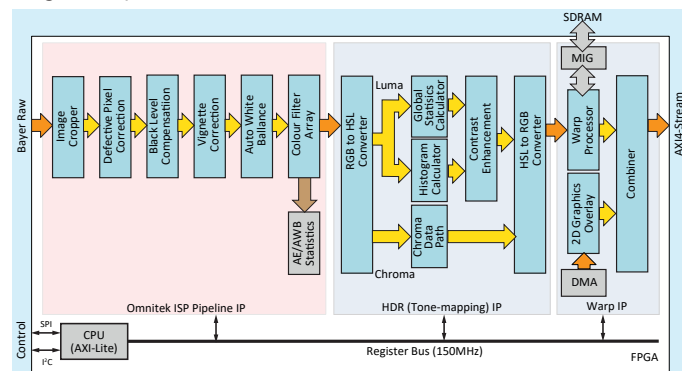 SDRAM
MIG
Bayer Raw
Image
Cropper
Defective Pixel
Correction
Black Level
Compensation
Vignette
Correction
Auto White
Ballance
Colour Filter
Array
AE/AWB
Statistics
Omnitek ISP Pipeline IP
RGB to HSL
Converter
Luma
Global
Statisics
Calculator
Histogram
Calculator
Contrast
Enhancement
Chroma
Data
Path
Chroma
HSL to RGB
Converter
HDR (Tone-mapping) IP
Warp
Processor
2D Graphics
Overlay
DMA
Combiner
Warp IP
AXI4-Stream
Control
SPI
I²C
CPU
(AXI-Lite)
Register Bus (150MHz)
FPGA